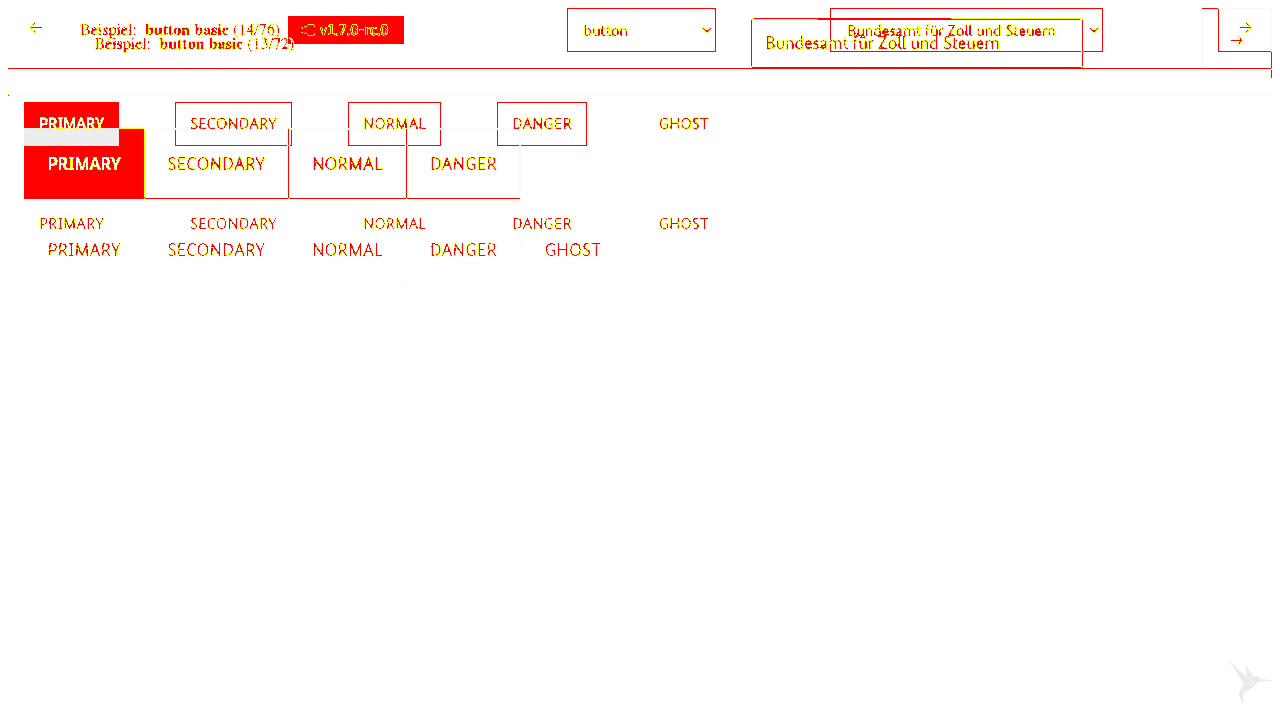 Beispiel: button basic (14/76) v1.7.0-rc.0 button Bundesamt für Zoll und Steuern
Beispiel: button basic (13/72) Bundesamt für Zoll und Steuern
PRIMARY SECONDARY NORMAL DANGER GHOST
PRIMARY SECONDARY NORMAL DANGER
PRIMARY SECONDARY NORMAL DANGER GHOST
PRIMARY SECONDARY NORMAL DANGER GHOST